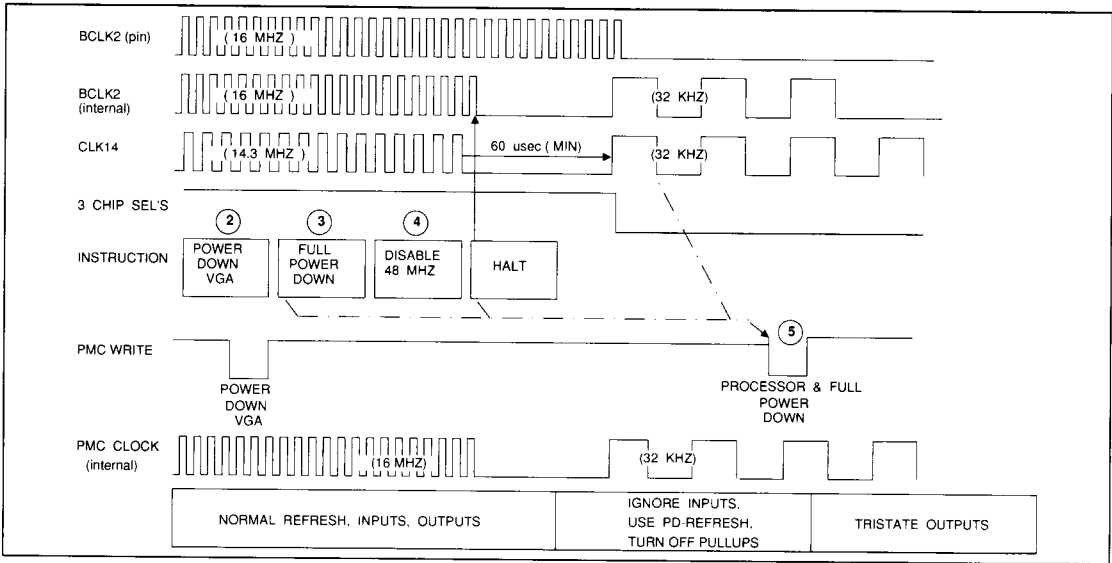 BCLK2 (pin)
( 16 MHZ )
BCLK2
(internal)
( 16 MHZ )
(32 KHZ)
CLK14
( 14.3 MHZ )
60 usec ( MIN)
(32 KHZ)
3 CHIP SEL'S
2
3
4
INSTRUCTION
POWER
DOWN
VGA
FULL
POWER
DOWN
DISABLE
48 MHZ
HALT
PMC WRITE
5
POWER
DOWN
VGA
PROCESSOR & FULL
POWER
DOWN
PMC CLOCK
(internal)
(16 MHZ)
(32 KHZ)
NORMAL REFRESH, INPUTS, OUTPUTS
IGNORE INPUTS,
USE PD-REFRESH,
TURN OFF PULLUPS
TRISTATE OUTPUTS